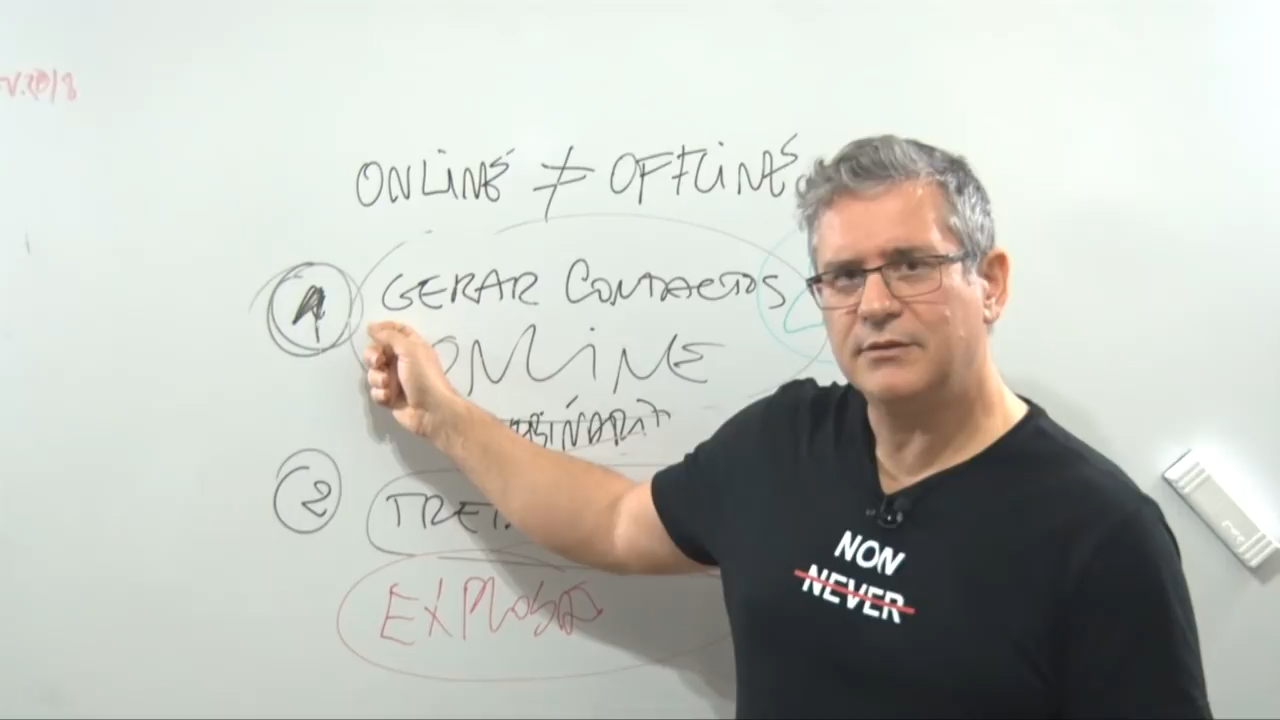 ONLINE ≠ OFFLINE
1 GERAR CONTACTOS
ONLINE
2
EXPLOSÃO
NON
NEVER